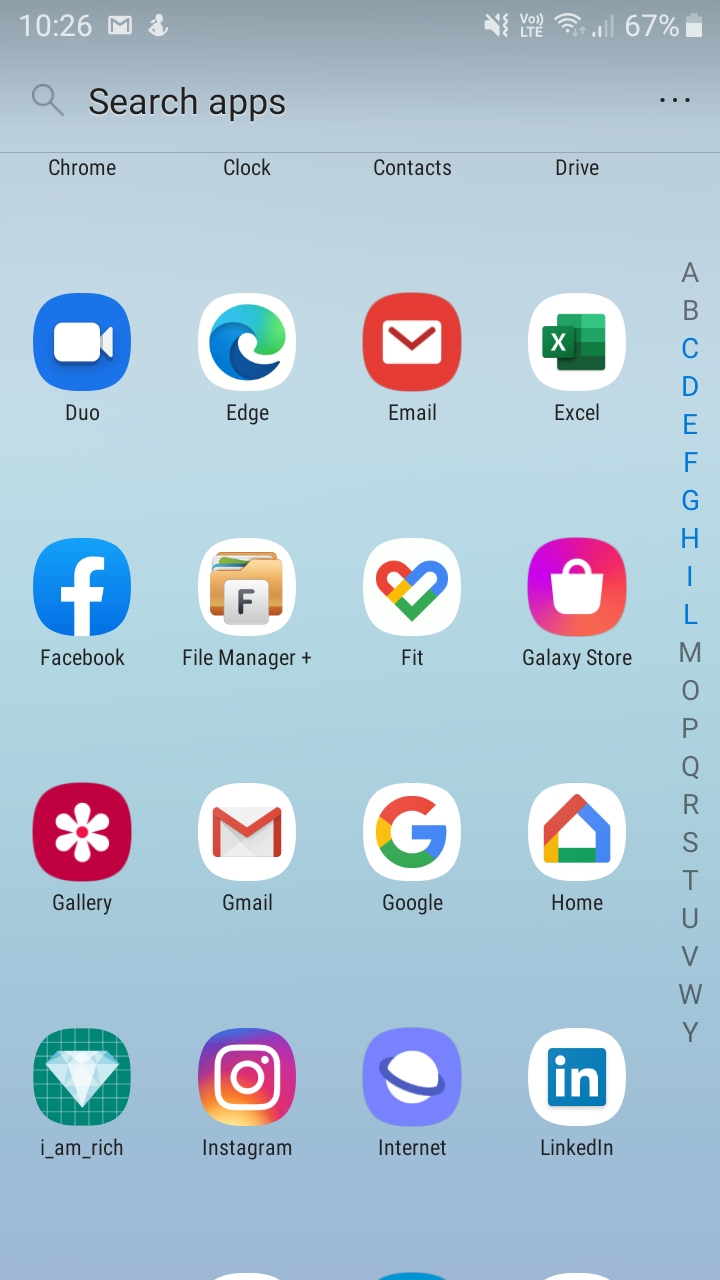 10:26 Vo)) LTE 67%
Search apps
Chrome Clock Contacts Drive
Duo Edge Email Excel
Facebook File Manager + Fit Galaxy Store
Gallery Gmail Google Home
i_am_rich Instagram Internet LinkedIn
X
F
in
A
B
C
D
E
F
G
H
I
L
M
O
P
Q
R
S
T
U
V
W
Y